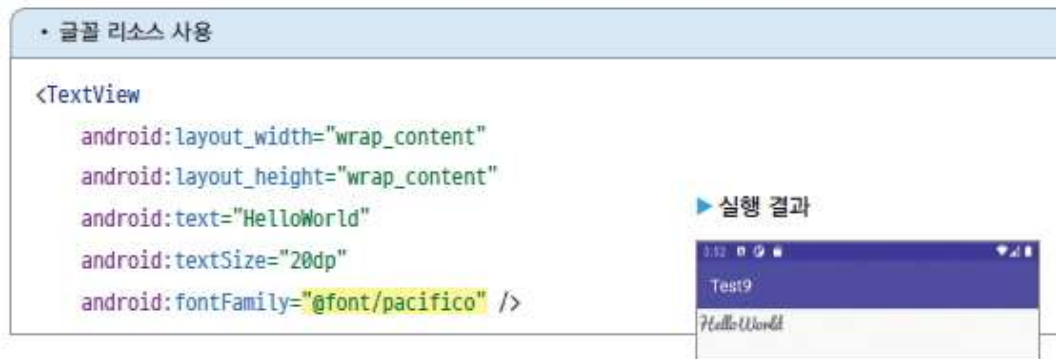 • 글꼴 리소스 사용
<TextView
android:layout_width="wrap_content"
android:layout_height="wrap_content"
android:text="HelloWorld"
android:textSize="20dp"
android:fontFamily="@font/pacifico" />
▶ 실행 결과
Test9
HelloWorld